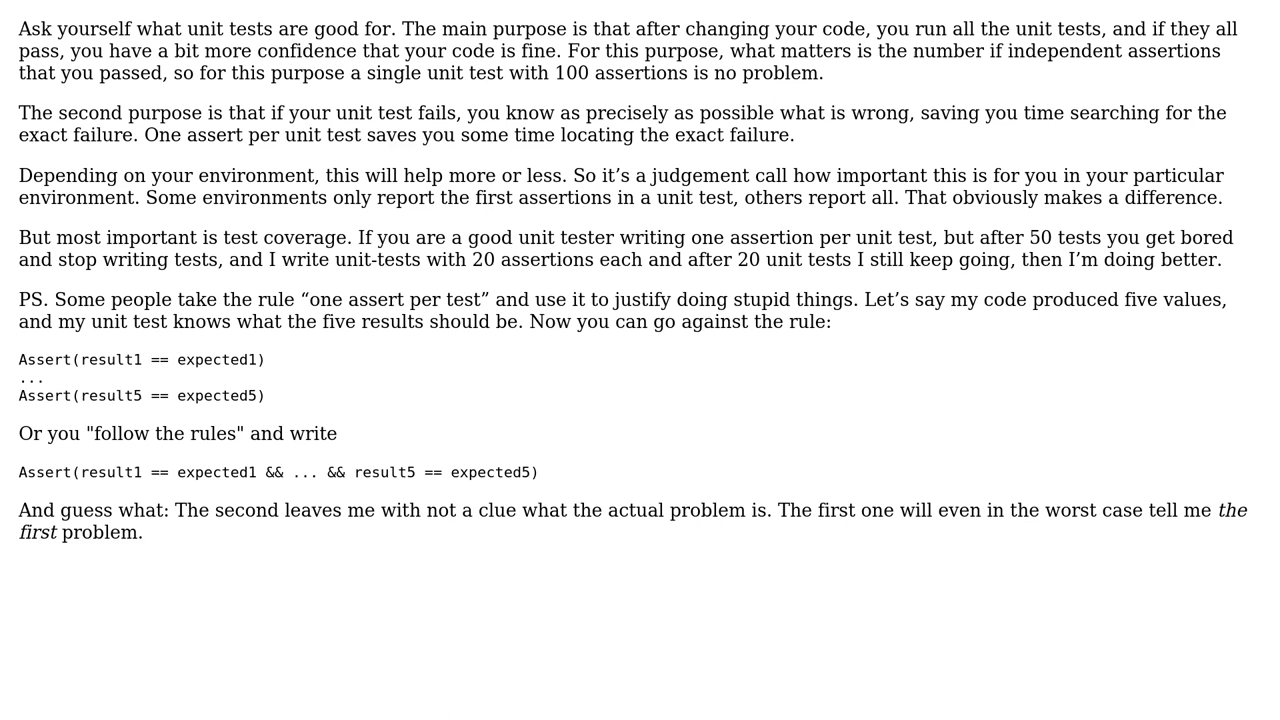 Ask yourself what unit tests are good for. The main purpose is that after changing your code, you run all the unit tests, and if they all
pass, you have a bit more confidence that your code is fine. For this purpose, what matters is the number if independent assertions
that you passed, so for this purpose a single unit test with 100 assertions is no problem.
The second purpose is that if your unit test fails, you know as precisely as possible what is wrong, saving you time searching for the
exact failure. One assert per unit test saves you some time locating the exact failure.
Depending on your environment, this will help more or less. So it’s a judgement call how important this is for you in your particular
environment. Some environments only report the first assertions in a unit test, others report all. That obviously makes a difference.
But most important is test coverage. If you are a good unit tester writing one assertion per unit test, but after 50 tests you get bored
and stop writing tests, and I write unit-tests with 20 assertions each and after 20 unit tests I still keep going, then I’m doing better.
PS. Some people take the rule “one assert per test” and use it to justify doing stupid things. Let’s say my code produced five values,
and my unit test knows what the five results should be. Now you can go against the rule:
Assert(result1 == expected1)
...
Assert(result5 == expected5)
Or you "follow the rules" and write
Assert(result1 == expected1 && ... && result5 == expected5)
And guess what: The second leaves me with not a clue what the actual problem is. The first one will even in the worst case tell me the
first problem.